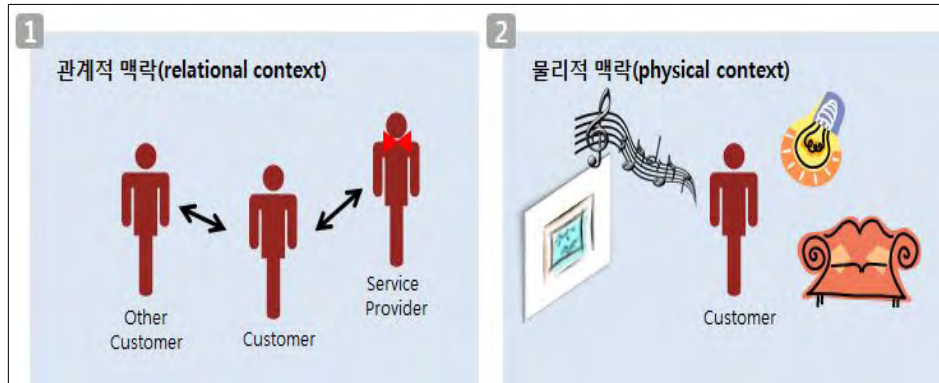 1
관계적 맥락(relational context)
Other
Customer
Customer
Service
Provider
2
물리적 맥락(physical context)
Customer